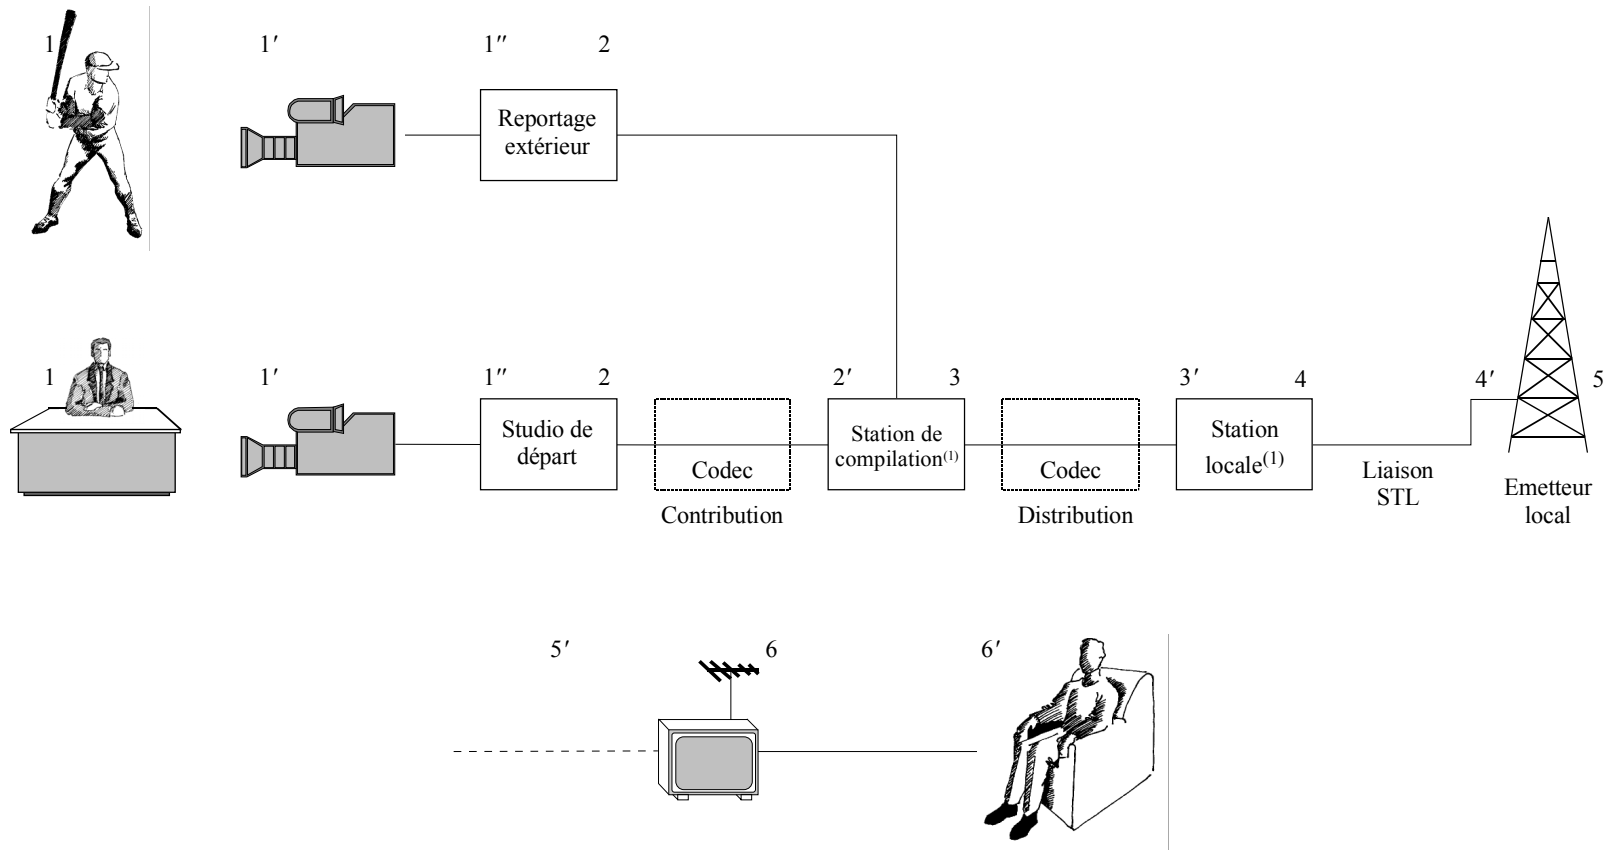 1
1′
1″
2
Reportage
extérieur
1
1′
1″
2
2′
3
3′
4
4′
5
Studio de
départ
Codec
Contribution
Station de
compilation(1)
Codec
Distribution
Station
locale(1)
Liaison
STL
Emetteur
local
5′
6
6′